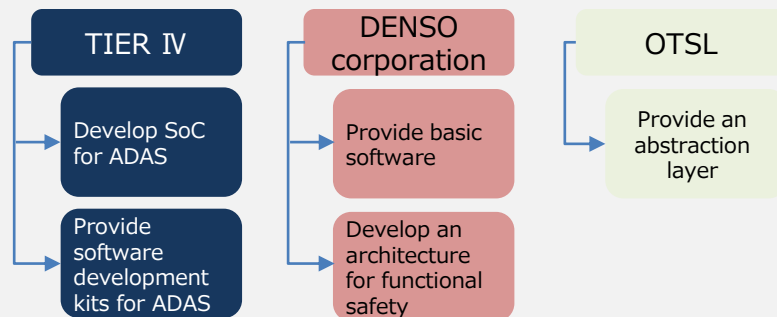 TIER Ⅳ
Develop SoC
for ADAS
Provide
software
development
kits for ADAS
DENSO
corporation
Provide basic
software
Develop an
architecture
for functional
safety
OTSL
Provide an
abstraction
layer